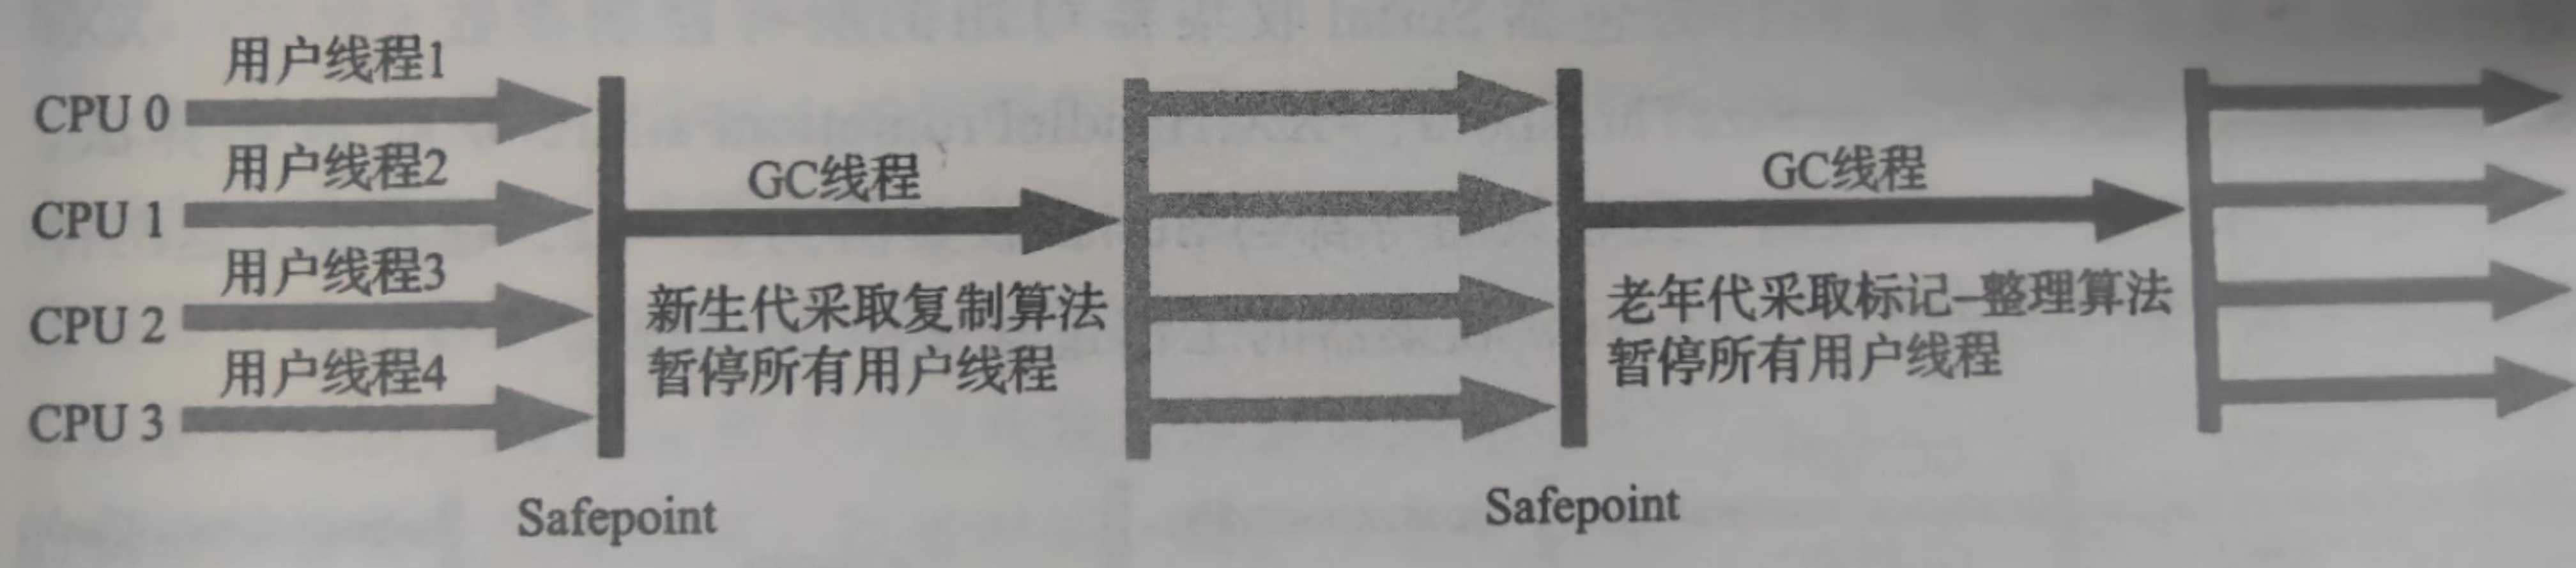 用户线程1
CPU 0
用户线程2
CPU 1
用户线程3
CPU 2
用户线程4
CPU 3
GC线程
新生代采取复制算法
暂停所有用户线程
Safepoint
GC线程
老年代采取标记–整理算法
暂停所有用户线程
Safepoint